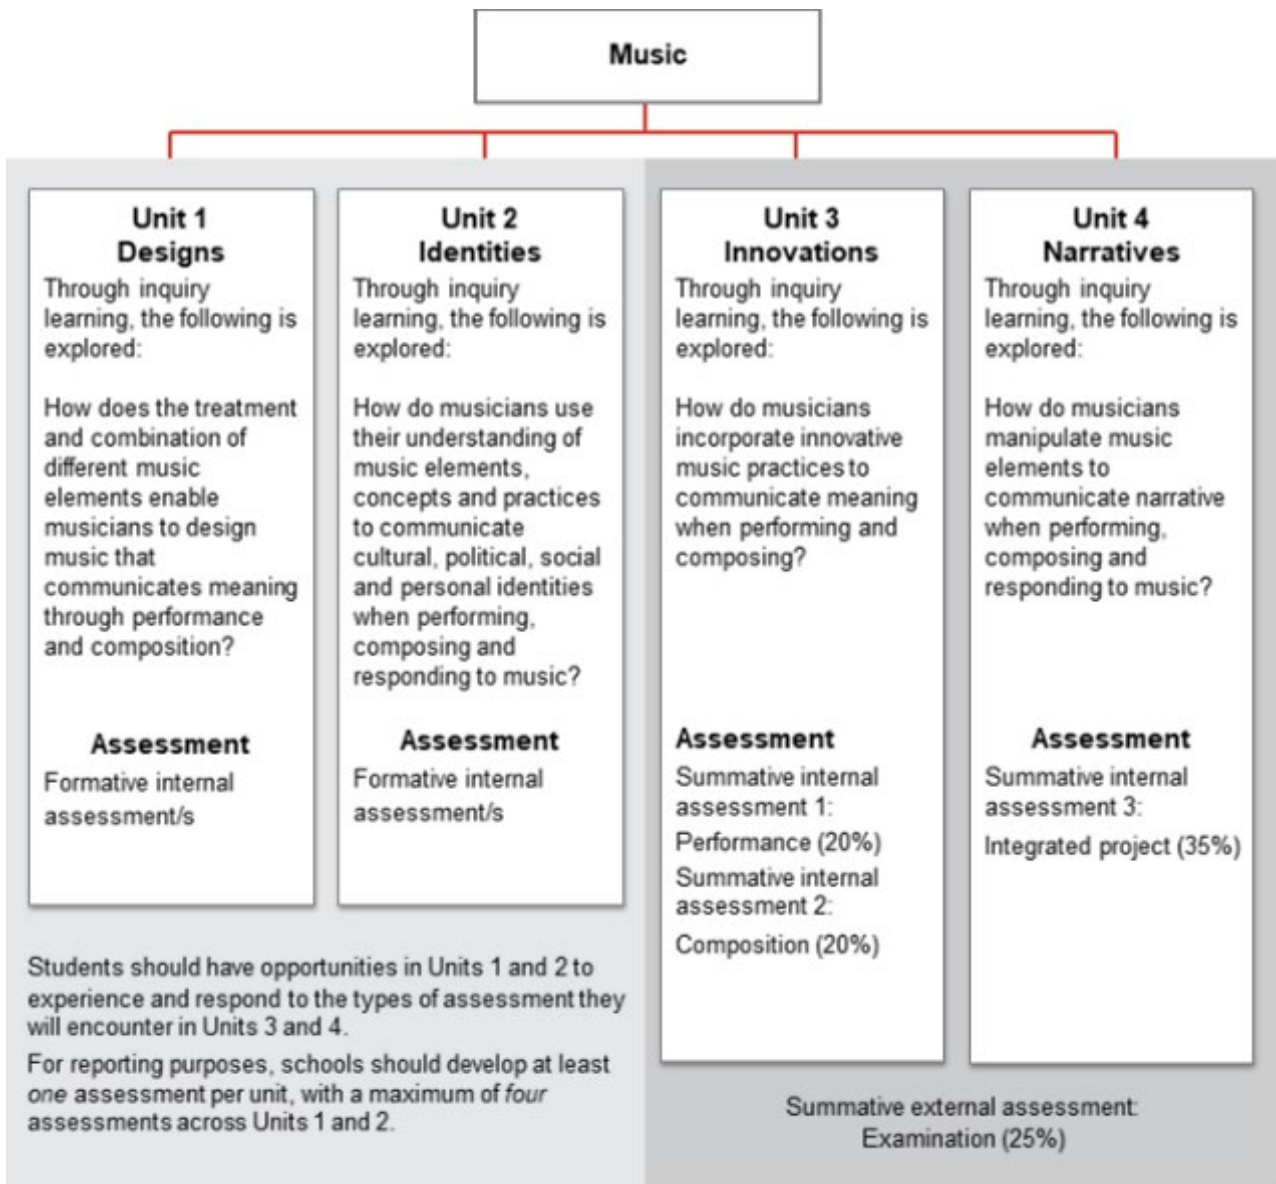 Music
Unit 1
Designs
Through inquiry
learning, the following is
explored:
How does the treatment
and combination of
different music
elements enable
musicians to design
music that
communicates meaning
through performance
and composition?
Assessment
Formative internal
assessment/s
Unit 2
Identities
Through inquiry
learning, the following is
explored:
How do musicians use
their understanding of
music elements,
concepts and practices
to communicate
cultural, political, social
and personal identities
when performing,
composing and
responding to music?
Assessment
Formative internal
assessment/s
Students should have opportunities in Units 1 and 2 to
experience and respond to the types of assessment they
will encounter in Units 3 and 4.
For reporting purposes, schools should develop at least
one assessment per unit, with a maximum of four
assessments across Units 1 and 2.
Unit 3
Innovations
Through inquiry
learning, the following is
explored:
How do musicians
incorporate innovative
music practices to
communicate meaning
when performing and
composing?
Assessment
Summative internal
assessment 1:
Performance (20%)
Summative internal
assessment 2:
Composition (20%)
Unit 4
Narratives
Through inquiry
learning, the following is
explored:
How do musicians
manipulate music
elements to
communicate narrative
when performing,
composing and
responding to music?
Assessment
Summative internal
assessment 3:
Integrated project (35%)
Summative external assessment:
Examination (25%)